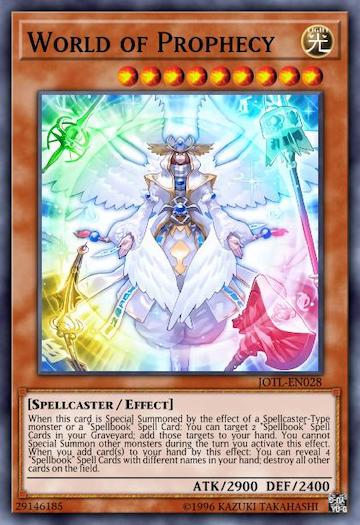 World of Prophecy
LIGHT
光
JOTL-EN028
[Spellcaster / Effect]
When this card is Special Summoned by the effect of a Spellcaster-Type
monster or a "Spellbook" Spell Card: You can target 2 "Spellbook" Spell
Cards in your Graveyard; add those targets to your hand. You cannot
Special Summon other monsters during the turn you activate this effect.
When you add card(s) to your hand by this effect: You can reveal 4
"Spellbook" Spell Cards with different names in your hand; destroy all other
cards on the field.
ATK/2900 DEF/2400
29146185
©1996 KAZUKI TAKAHASHI